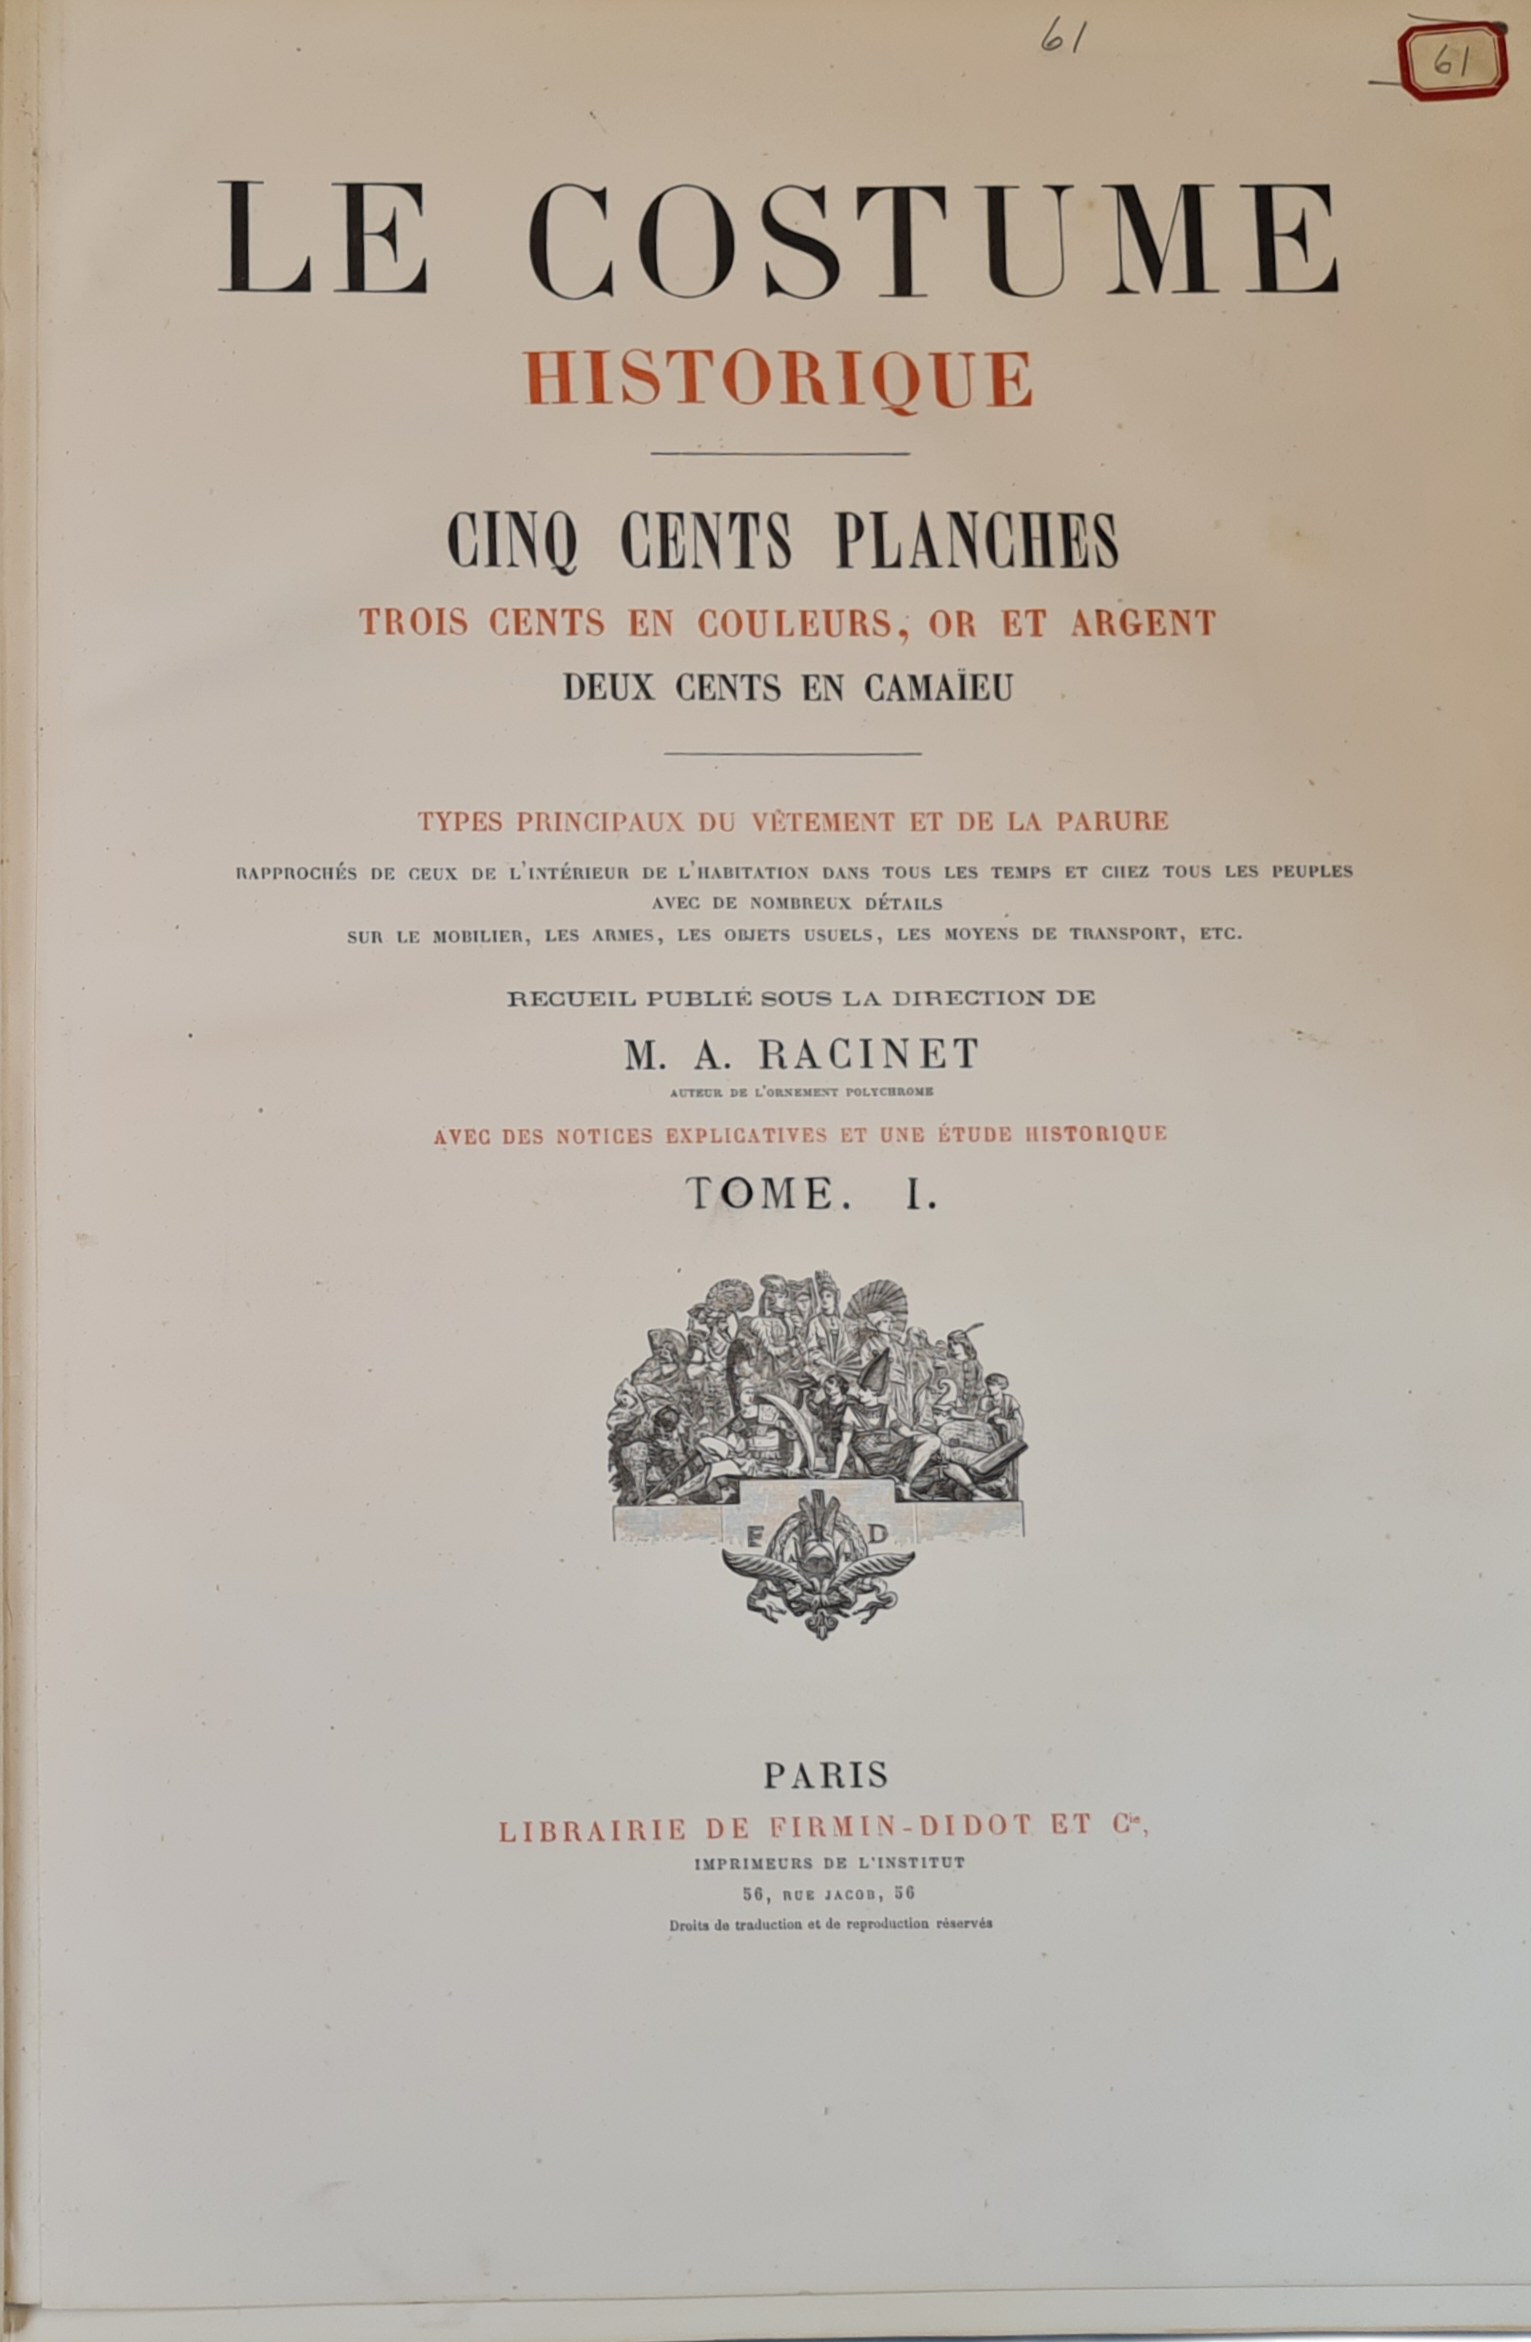 61
61
LE COSTUME
HISTORIQUE
CINQ CENTS PLANCHES
TROIS CENTS EN COULEURS, OR ET ARGENT
DEUX CENTS EN CAMAÏEU
TYPES PRINCIPAUX DU VÊTEMENT ET DE LA PARURE
RAPPROCHÉS DE CEUX DE L'INTÉRIEUR DE L'HABITATION DANS TOUS LES TEMPS ET CHEZ TOUS LES PEUPLES
AVEC DE NOMBREUX DÉTAILS
SUR LE MOBILIER, LES ARMES, LES OBJETS USUELS, LES MOYENS DE TRANSPORT, ETC.
RECUEIL PUBLIÉ SOUS LA DIRECTION DE
M. A. RACINET
AUTEUR DE L'ORNEMENT POLYCHROME
AVEC DES NOTICES EXPLICATIVES ET UNE ÉTUDE HISTORIQUE
TOME. I.
F D
PARIS
LIBRAIRIE DE FIRMIN-DIDOT ET Cie,
IMPRIMEURS DE L'INSTITUT
56, RUE JACOB, 56
Droits de traduction et de reproduction réservés